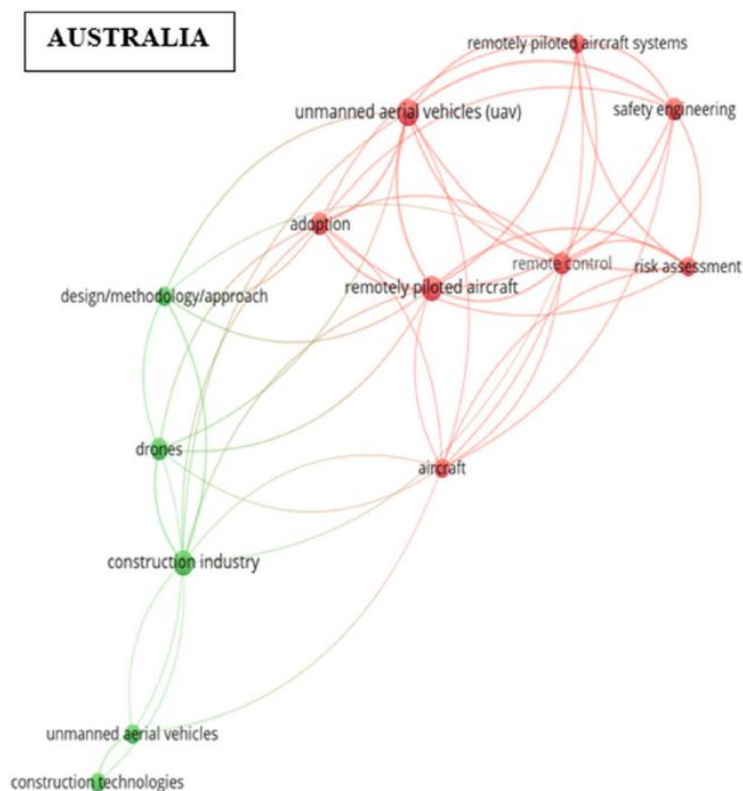 AUSTRALIA
remotely piloted aircraft systems
unmanned aerial vehicles (uav)
safety engineering
adoption
remote control
risk assessment
design/methodology/approach
remotely piloted aircraft
drones
aircraft
construction industry
unmanned aerial vehicles
construction technologies